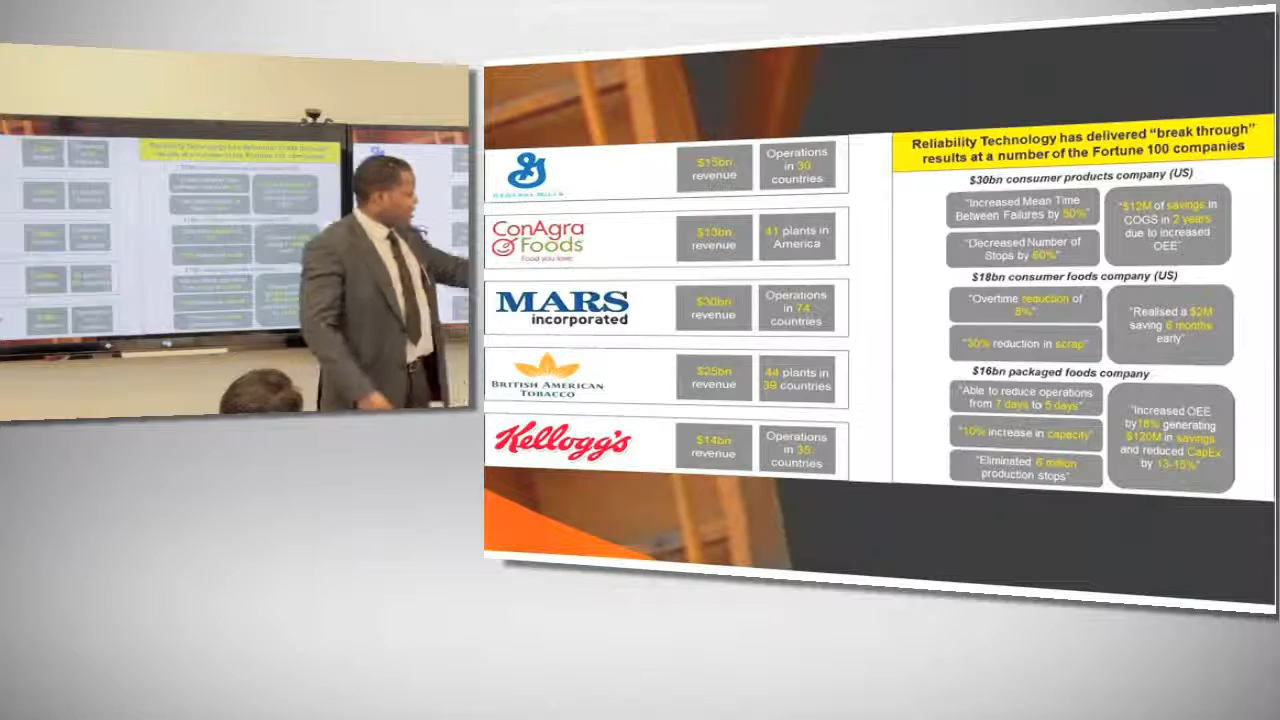 GENERAL MILLS
$15bn
revenue
Operations
in 30
countries
ConAgra
Foods
Food you love
$13bn
revenue
41 plants in
America
MARS
incorporated
$30bn
revenue
Operations
in 74
countries
BRITISH AMERICAN
TOBACCO
$25bn
revenue
44 plants in
39 countries
Kellogg's
$14bn
revenue
Operations
in 35
countries
Reliability Technology has delivered “break through”
results at a number of the Fortune 100 companies
$30bn consumer products company (US)
“Increased Mean Time
Between Failures by 50%”
“Decreased Number of
Stops by 60%”
“$12M of savings in
COGS in 2 years
due to increased
OEE”
$18bn consumer foods company (US)
“Overtime reduction of
8%”
“30% reduction in scrap”
“Realised a $2M
saving 6 months
early”
$16bn packaged foods company
“Able to reduce operations
from 7 days to 5 days”
“10% increase in capacity”
“Eliminated 6 million
production stops”
“Increased OEE
by18% generating
$120M in savings
and reduced CapEx
by 13-15%”